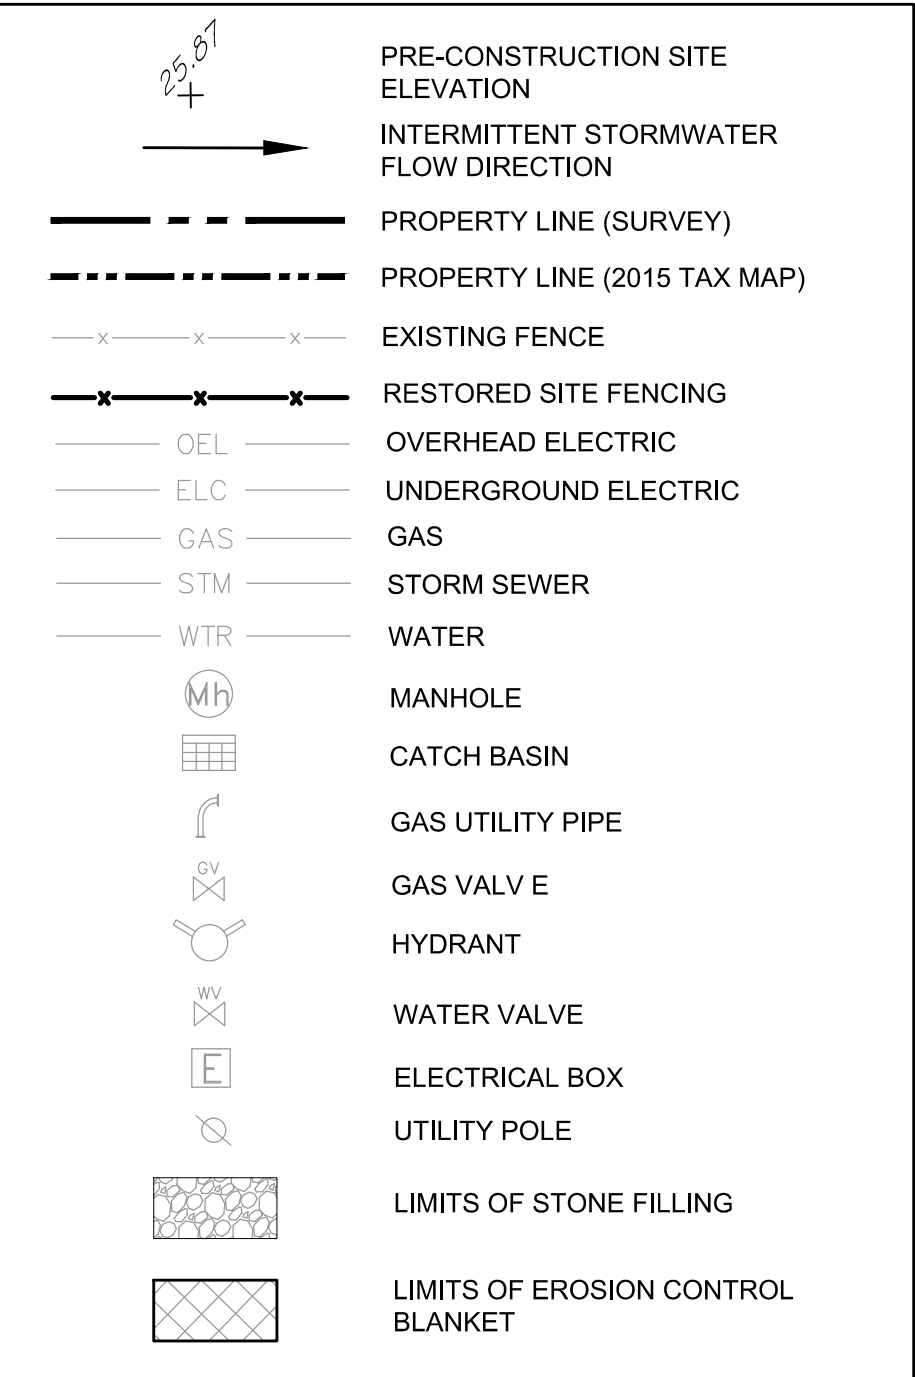 25.87
PRE-CONSTRUCTION SITE
ELEVATION
INTERMITTENT STORMWATER
FLOW DIRECTION
PROPERTY LINE (SURVEY)
PROPERTY LINE (2015 TAX MAP)
x x x EXISTING FENCE
x x x RESTORED SITE FENCING
OEL OVERHEAD ELECTRIC
ELC UNDERGROUND ELECTRIC
GAS GAS
STM STORM SEWER
WTR WATER
Mh MANHOLE
CATCH BASIN
GAS UTILITY PIPE
GV GAS VALV E
HYDRANT
WV WATER VALVE
E ELECTRICAL BOX
UTILITY POLE
LIMITS OF STONE FILLING
LIMITS OF EROSION CONTROL
BLANKET